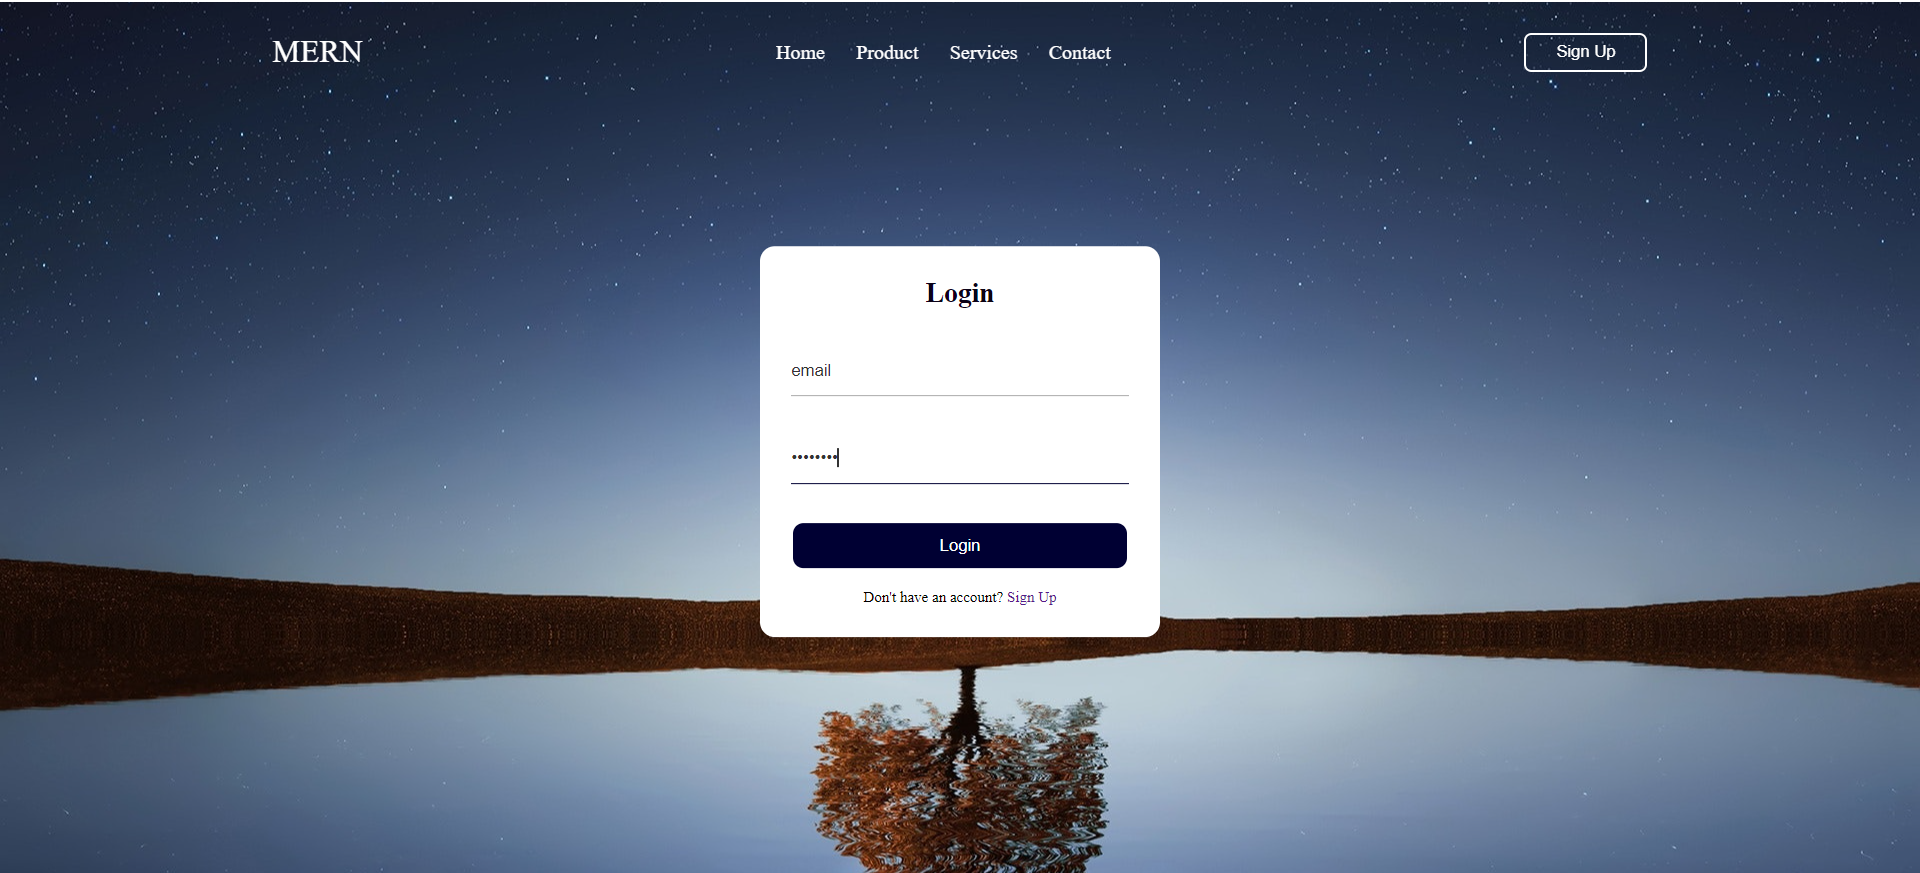 MERN
Home Product Services Contact
Sign Up
Login
email
••••••••
Login
Don't have an account? Sign Up